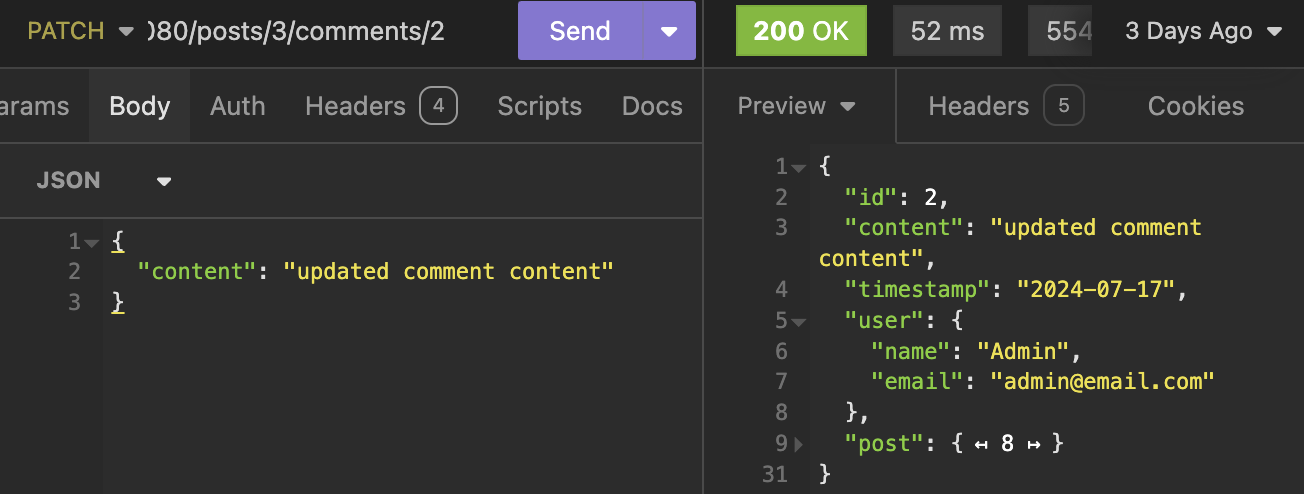 PATCH 080/posts/3/comments/2 Send 200 OK 52 ms 554 3 Days Ago
arams Body Auth Headers 4 Scripts Docs Preview Headers 5 Cookies
JSON
1 {
2 "content": "updated comment content"
3 }
1 {
2 "id": 2,
3 "content": "updated comment
content",
4 "timestamp": "2024-07-17",
5 "user": {
6 "name": "Admin",
7 "email": "admin@email.com"
8 },
9 "post": { ↤ 8 ↦ }
31 }